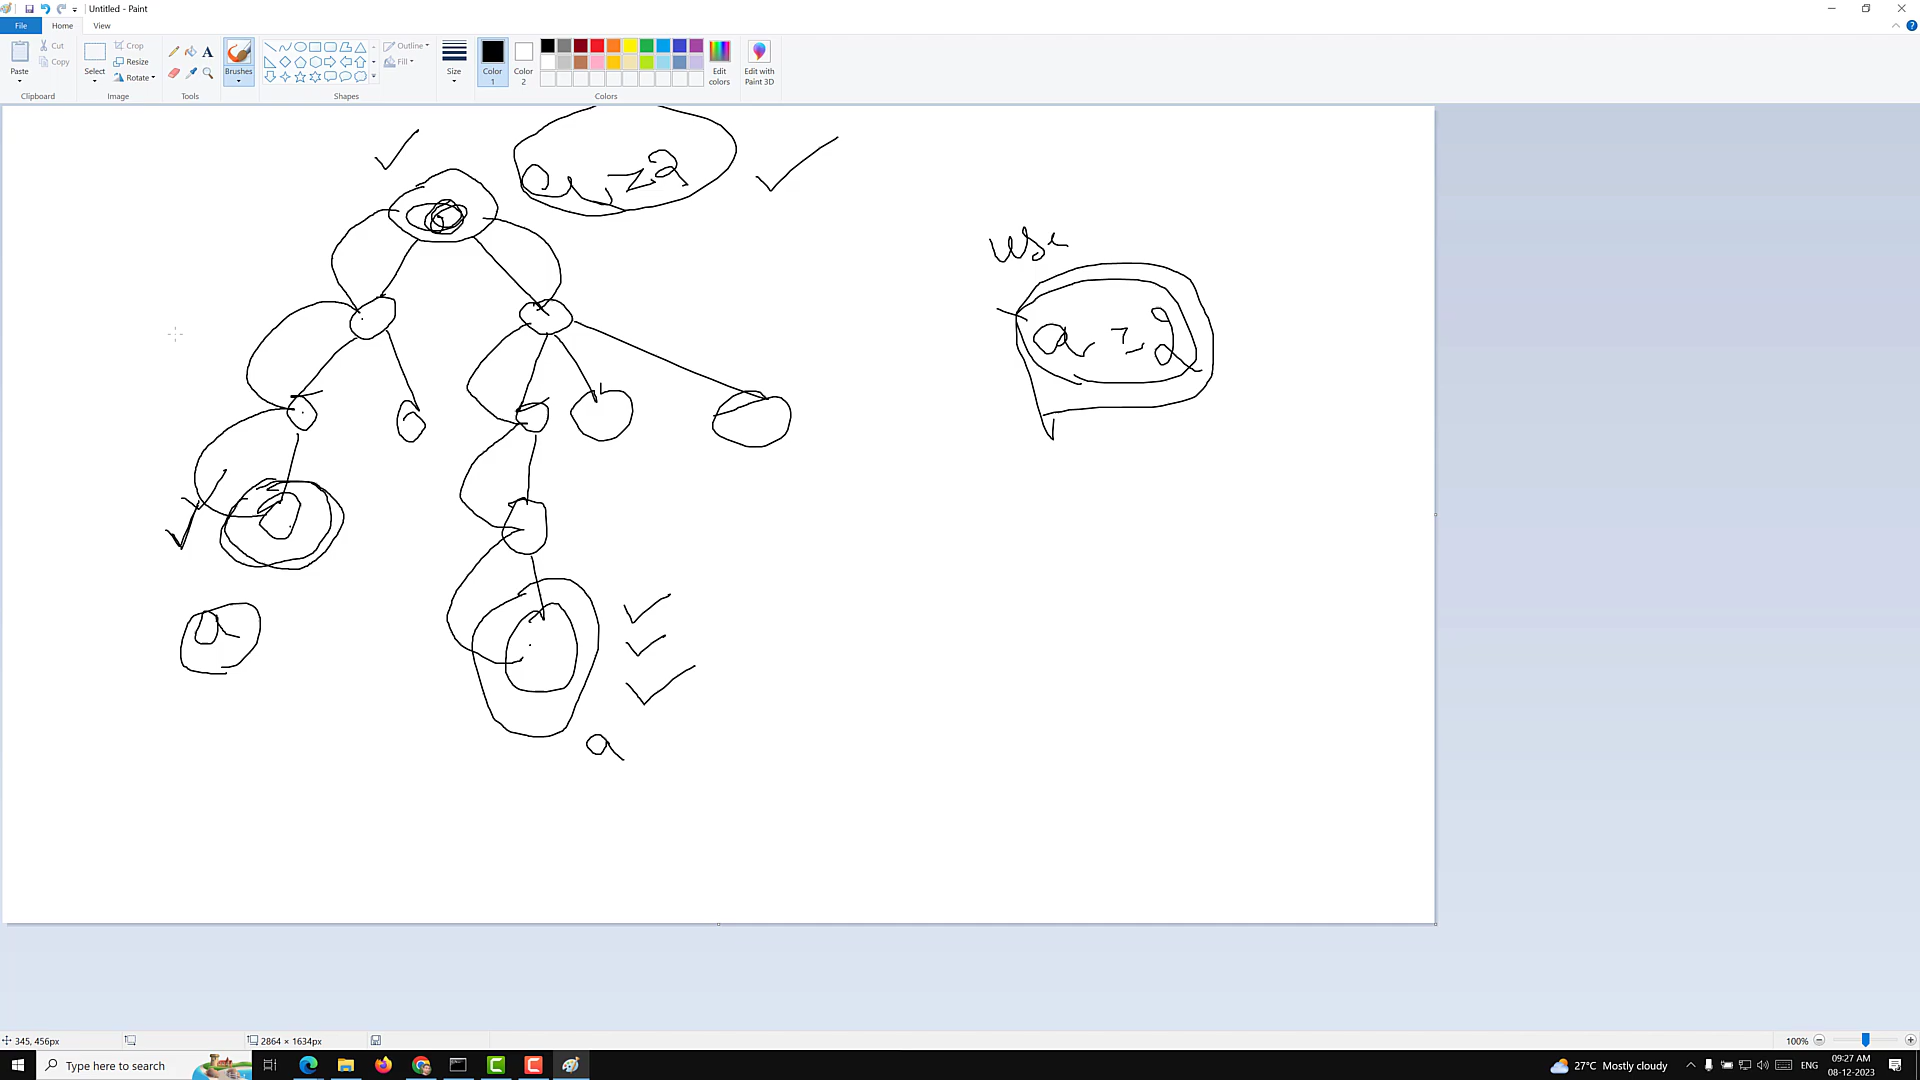 Untitled - Paint
File
Home
View
Paste
Cut
Copy
Clipboard
Select
Crop
Resize
Rotate
Image
A
Tools
Brushes
Outline
Fill
Shapes
Size
Color
1
Color
2
Edit
colors
Edit with
Paint 3D
Colors
a
a
345, 456px
2864 × 1634px
100%
Type here to search
27°C Mostly cloudy
ENG
09:27 AM
08-12-2023